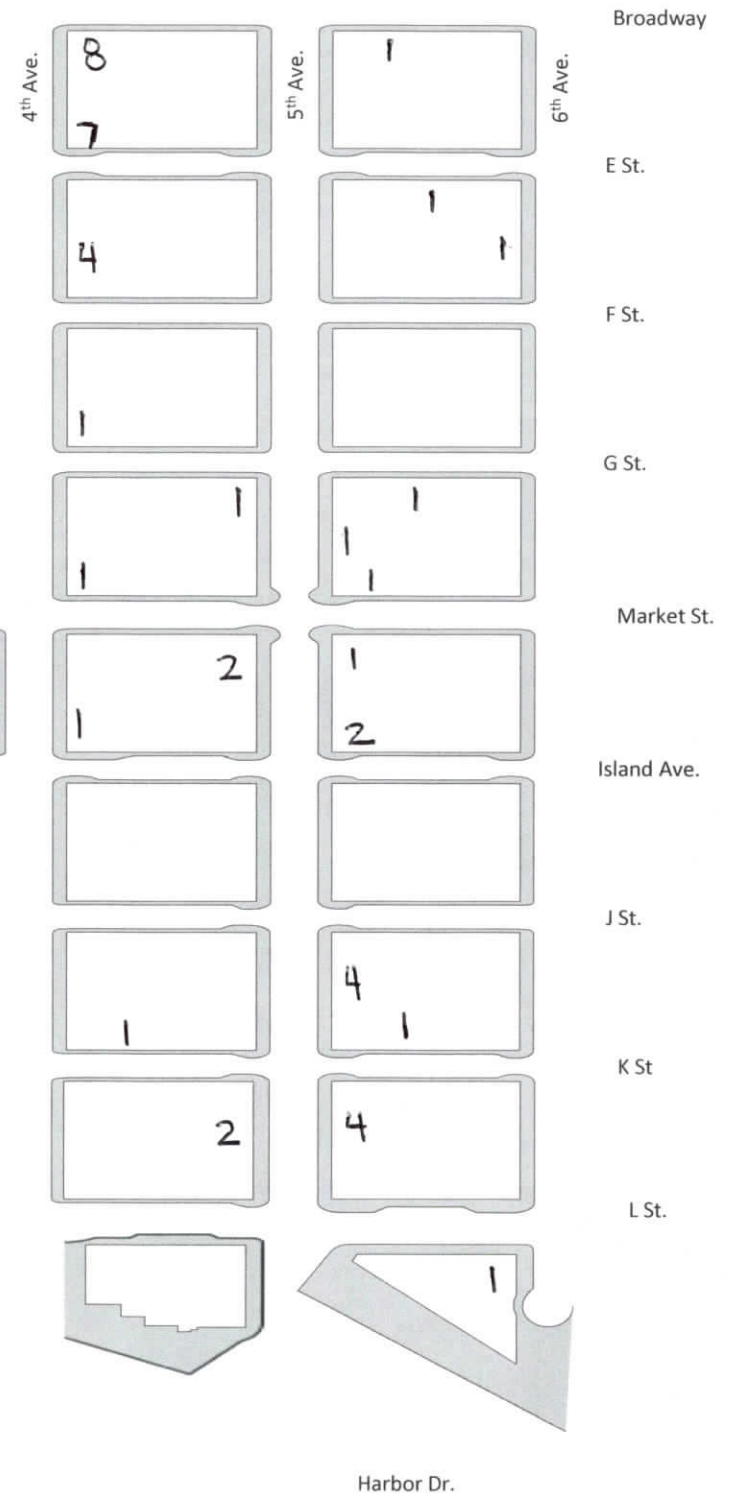 Broadway
4th Ave.
5th Ave.
6th Ave.
8 1
7
E St.
1
4 1
F St.
1
G St.
1 1
1
1 1
Market St.
2 1
1 2
Island Ave.
J St.
4
1 1
K St
2 4
L St.
1
Harbor Dr.